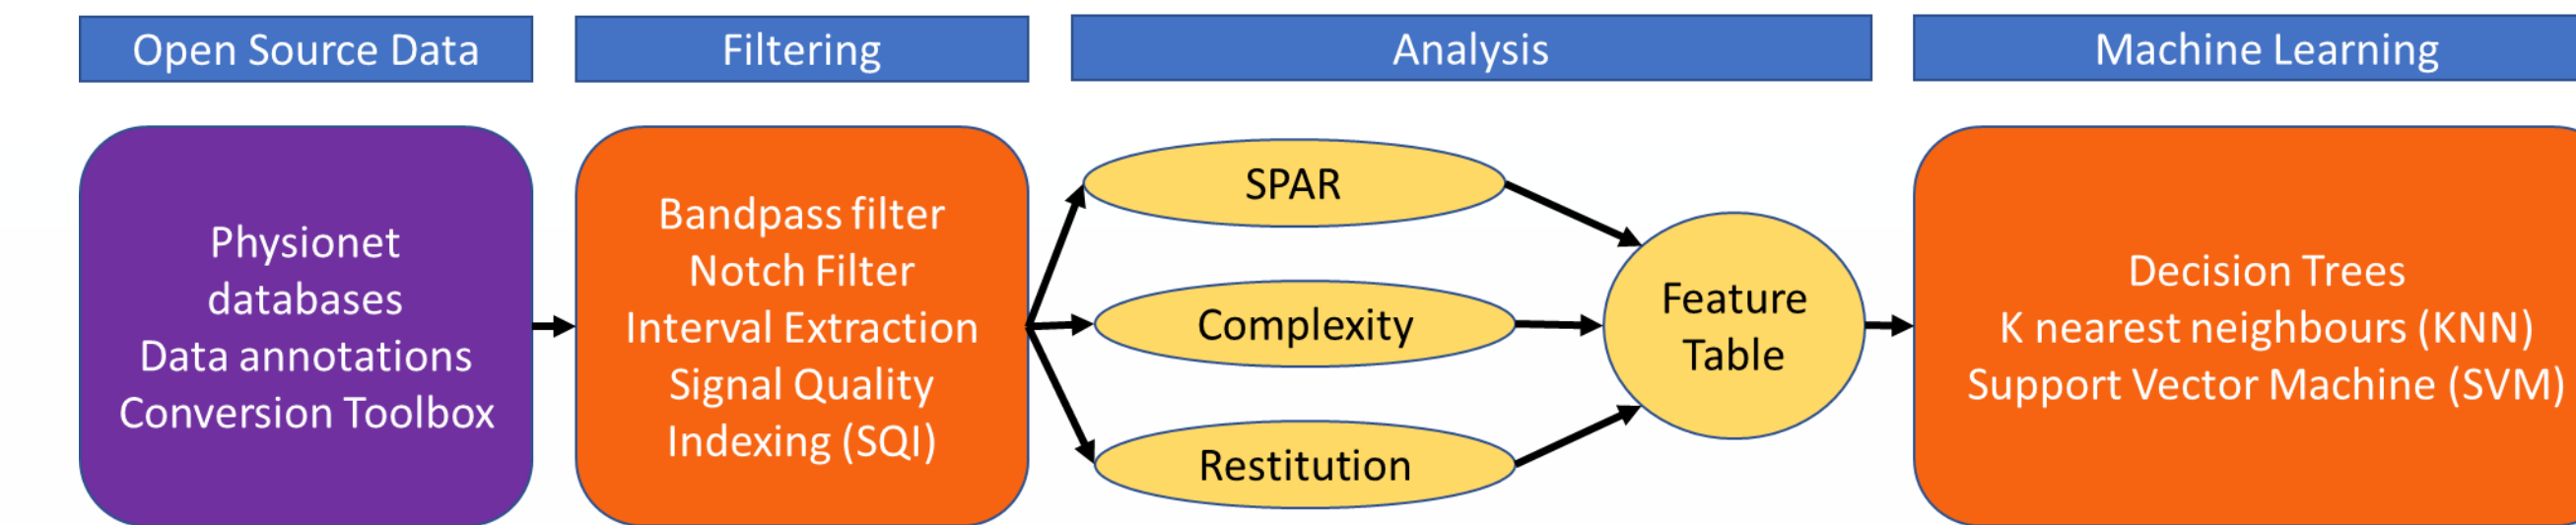 Open Source Data
Filtering
Analysis
Machine Learning
Physionet
databases
Data annotations
Conversion Toolbox
Bandpass filter
Notch Filter
Interval Extraction
Signal Quality
Indexing (SQI)
SPAR
Complexity
Restitution
Feature
Table
Decision Trees
K nearest neighbours (KNN)
Support Vector Machine (SVM)